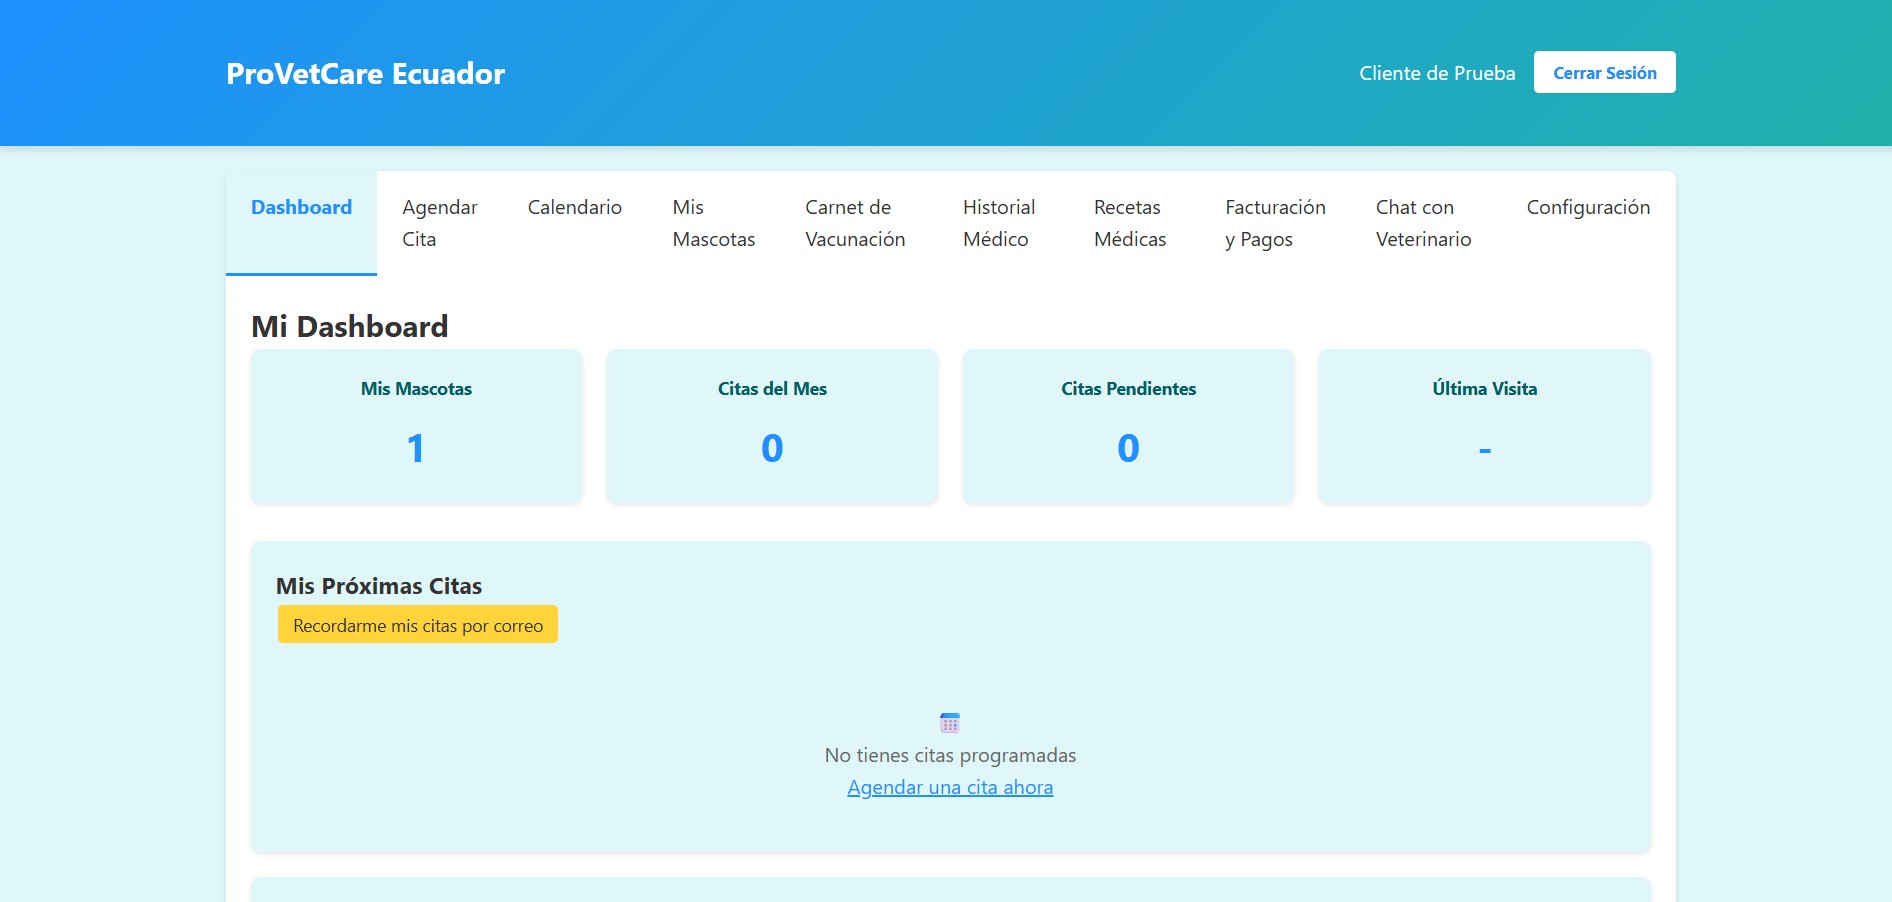 ProVetCare Ecuador
Cliente de Prueba
Cerrar Sesión
Dashboard
Agendar
Cita
Calendario
Mis
Mascotas
Carnet de
Vacunación
Historial
Médico
Recetas
Médicas
Facturación
y Pagos
Chat con
Veterinario
Configuración
Mi Dashboard
Mis Mascotas
1
Citas del Mes
0
Citas Pendientes
0
Última Visita
-
Mis Próximas Citas
Recordarme mis citas por correo
No tienes citas programadas
Agendar una cita ahora